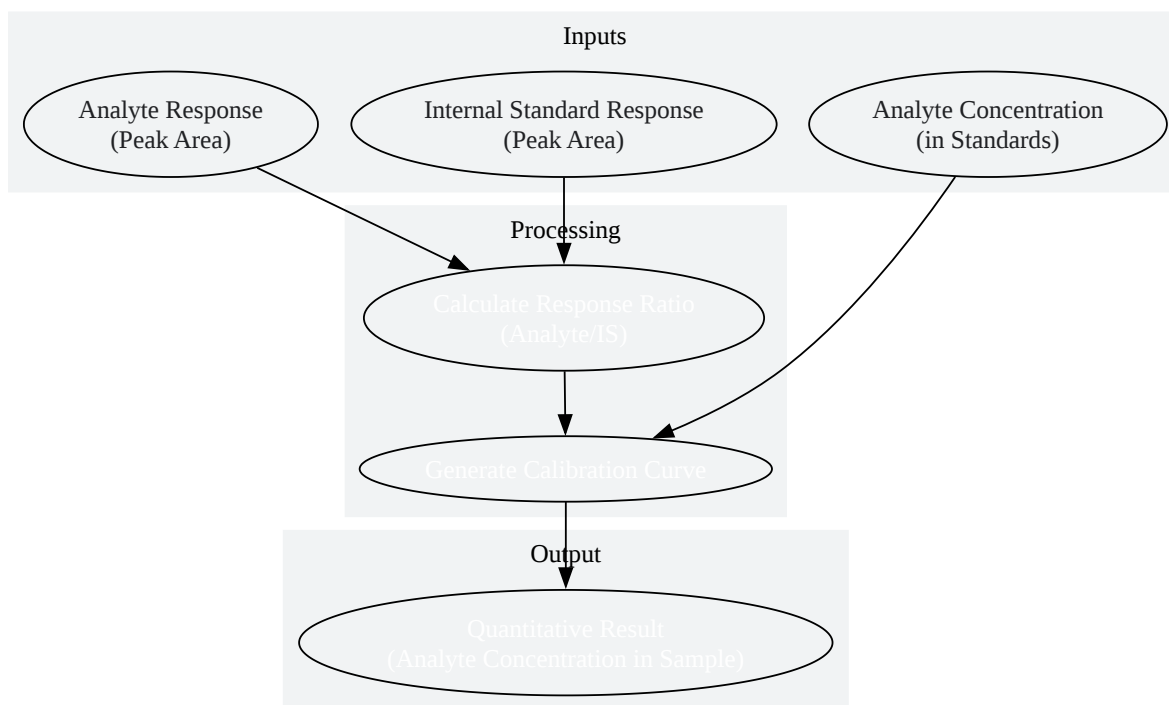 Inputs
Analyte Response
(Peak Area)
Internal Standard Response
(Peak Area)
Analyte Concentration
(in Standards)
Processing
Calculate Response Ratio
(Analyte/IS)
Generate Calibration Curve
Output
Quantitative Result
(Analyte Concentration in Sample)